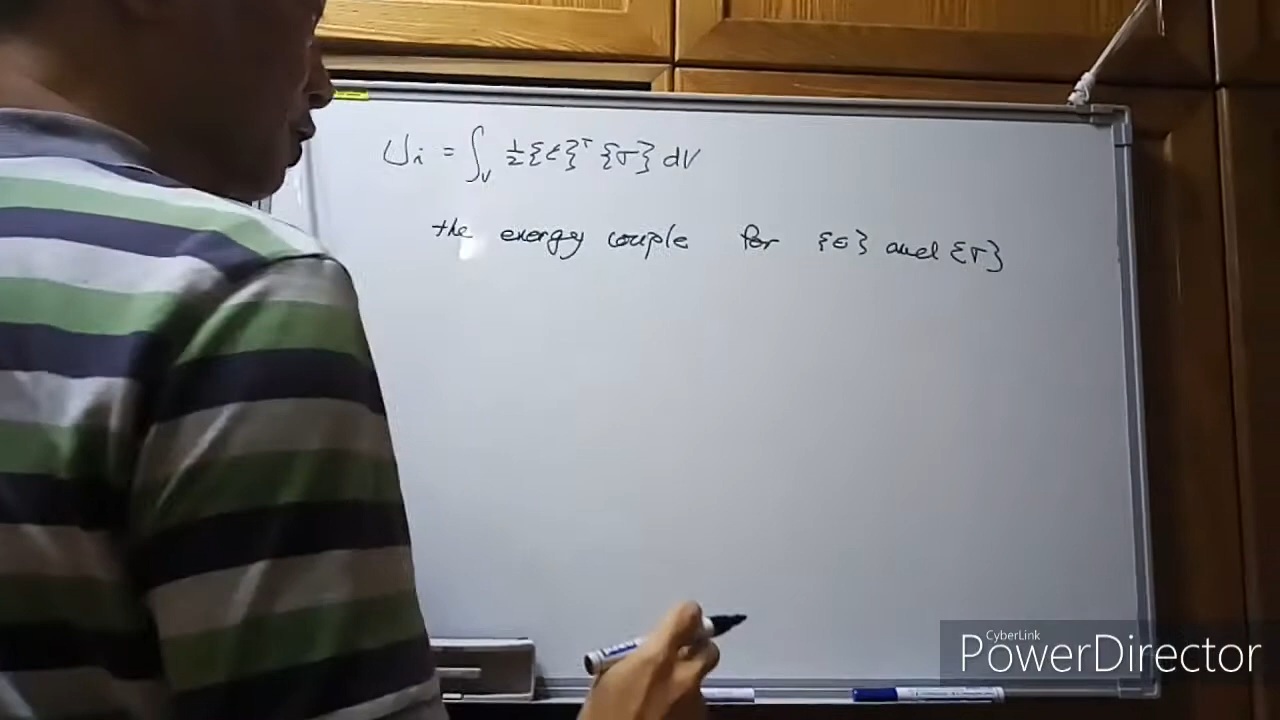 Uᵢ = ∫ᵥ ½{ε}ᵀ {σ} dV
the energy couple for {ε} and {σ}
CyberLink
PowerDirector